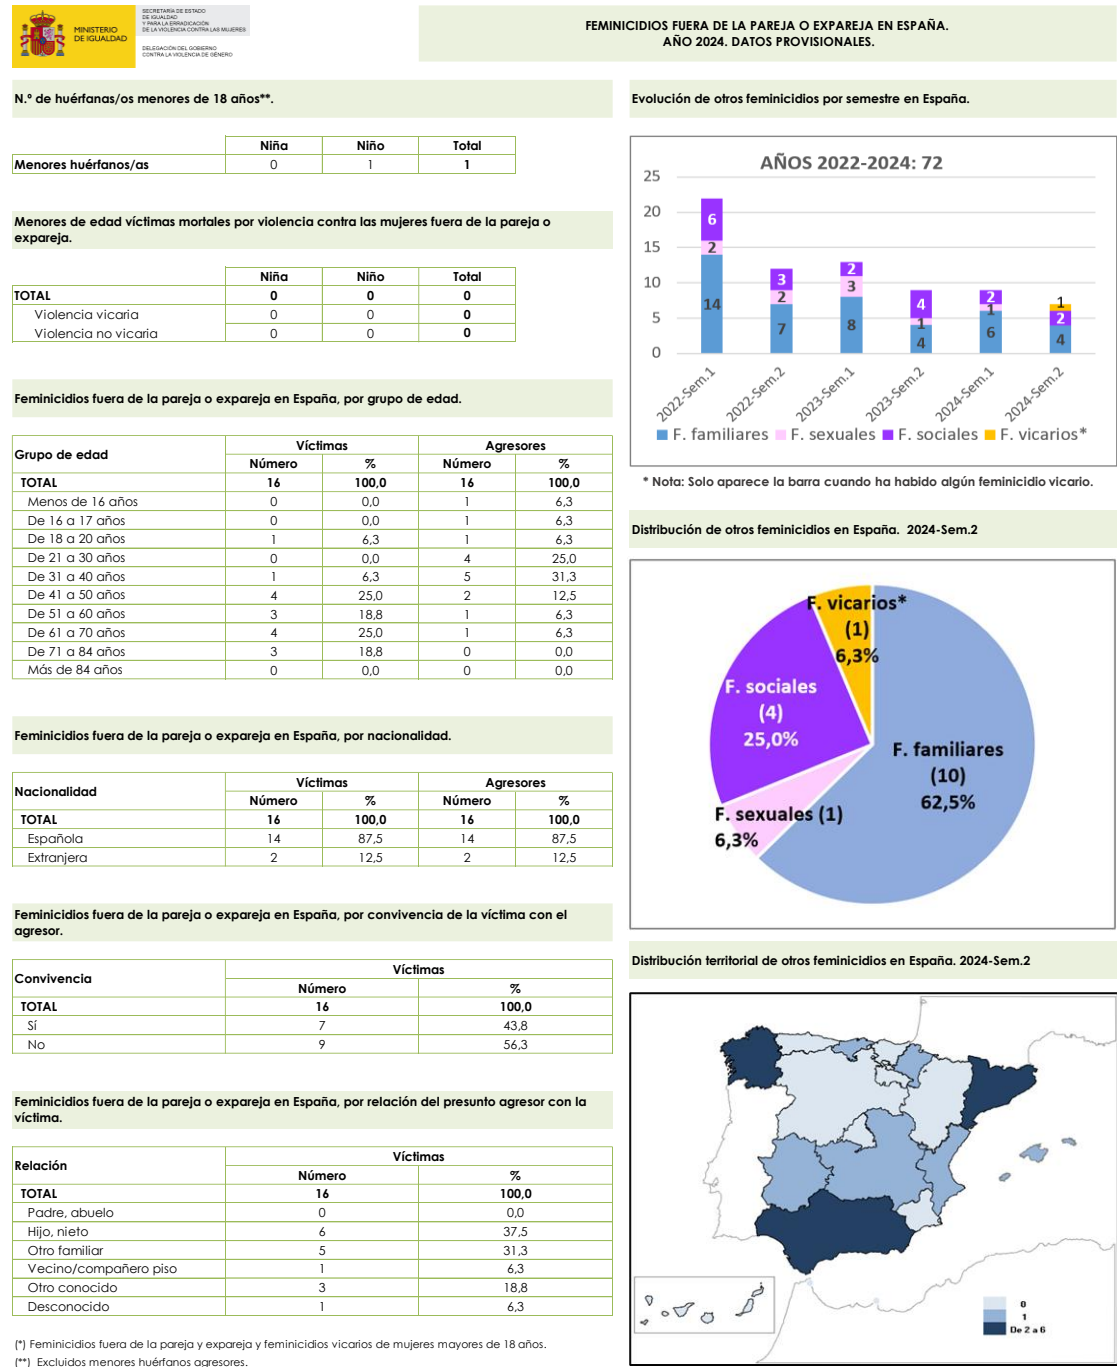 MINISTERIO
DE IGUALDAD
SECRETARÍA DE ESTADO
DE IGUALDAD
Y PARA LA ERRADICACIÓN
DE LA VIOLENCIA CONTRA LAS MUJERES
DELEGACIÓN DEL GOBIERNO
CONTRA LA VIOLENCIA DE GÉNERO
FEMINICIDIOS FUERA DE LA PAREJA O EXPAREJA EN ESPAÑA.
AÑO 2024. DATOS PROVISIONALES.
N.º de huérfanas/os menores de 18 años**.
Niña Niño Total
Menores huérfanos/as 0 1 1
Menores de edad víctimas mortales por violencia contra las mujeres fuera de la pareja o
expareja.
Niña Niño Total
TOTAL 0 0 0
Violencia vicaria 0 0 0
Violencia no vicaria 0 0 0
Feminicidios fuera de la pareja o expareja en España, por grupo de edad.
Grupo de edad Víctimas Agresores
Número % Número %
TOTAL 16 100,0 16 100,0
Menos de 16 años 0 0,0 1 6,3
De 16 a 17 años 0 0,0 1 6,3
De 18 a 20 años 1 6,3 1 6,3
De 21 a 30 años 0 0,0 4 25,0
De 31 a 40 años 1 6,3 5 31,3
De 41 a 50 años 4 25,0 2 12,5
De 51 a 60 años 3 18,8 1 6,3
De 61 a 70 años 4 25,0 1 6,3
De 71 a 84 años 3 18,8 0 0,0
Más de 84 años 0 0,0 0 0,0
Feminicidios fuera de la pareja o expareja en España, por nacionalidad.
Nacionalidad Víctimas Agresores
Número % Número %
TOTAL 16 100,0 16 100,0
Española 14 87,5 14 87,5
Extranjera 2 12,5 2 12,5
Feminicidios fuera de la pareja o expareja en España, por convivencia de la víctima con el
agresor.
Convivencia Víctimas
Número %
TOTAL 16 100,0
Sí 7 43,8
No 9 56,3
Feminicidios fuera de la pareja o expareja en España, por relación del presunto agresor con la
víctima.
Relación Víctimas
Número %
TOTAL 16 100,0
Padre, abuelo 0 0,0
Hijo, nieto 6 37,5
Otro familiar 5 31,3
Vecino/compañero piso 1 6,3
Otro conocido 3 18,8
Desconocido 1 6,3
(*) Feminicidios fuera de la pareja y expareja y feminicidios vicarios de mujeres mayores de 18 años.
(**) Excluidos menores huérfanos agresores.
Evolución de otros feminicidios por semestre en España.
AÑOS 2022-2024: 72
25
20
15
10
5
0
6
2
14
3
2
7
2
3
8
4
1
4
2
1
6
1
2
4
2022-Sem.1
2022-Sem.2
2023-Sem.1
2023-Sem.2
2024-Sem.1
2024-Sem.2
F. familiares F. sexuales F. sociales F. vicarios*
* Nota: Solo aparece la barra cuando ha habido algún feminicidio vicario.
Distribución de otros feminicidios en España. 2024-Sem.2
F. vicarios*
(1)
6,3%
F. sociales
(4)
25,0%
F. familiares
(10)
62,5%
F. sexuales (1)
6,3%
Distribución territorial de otros feminicidios en España. 2024-Sem.2
0
1
De 2 a 6